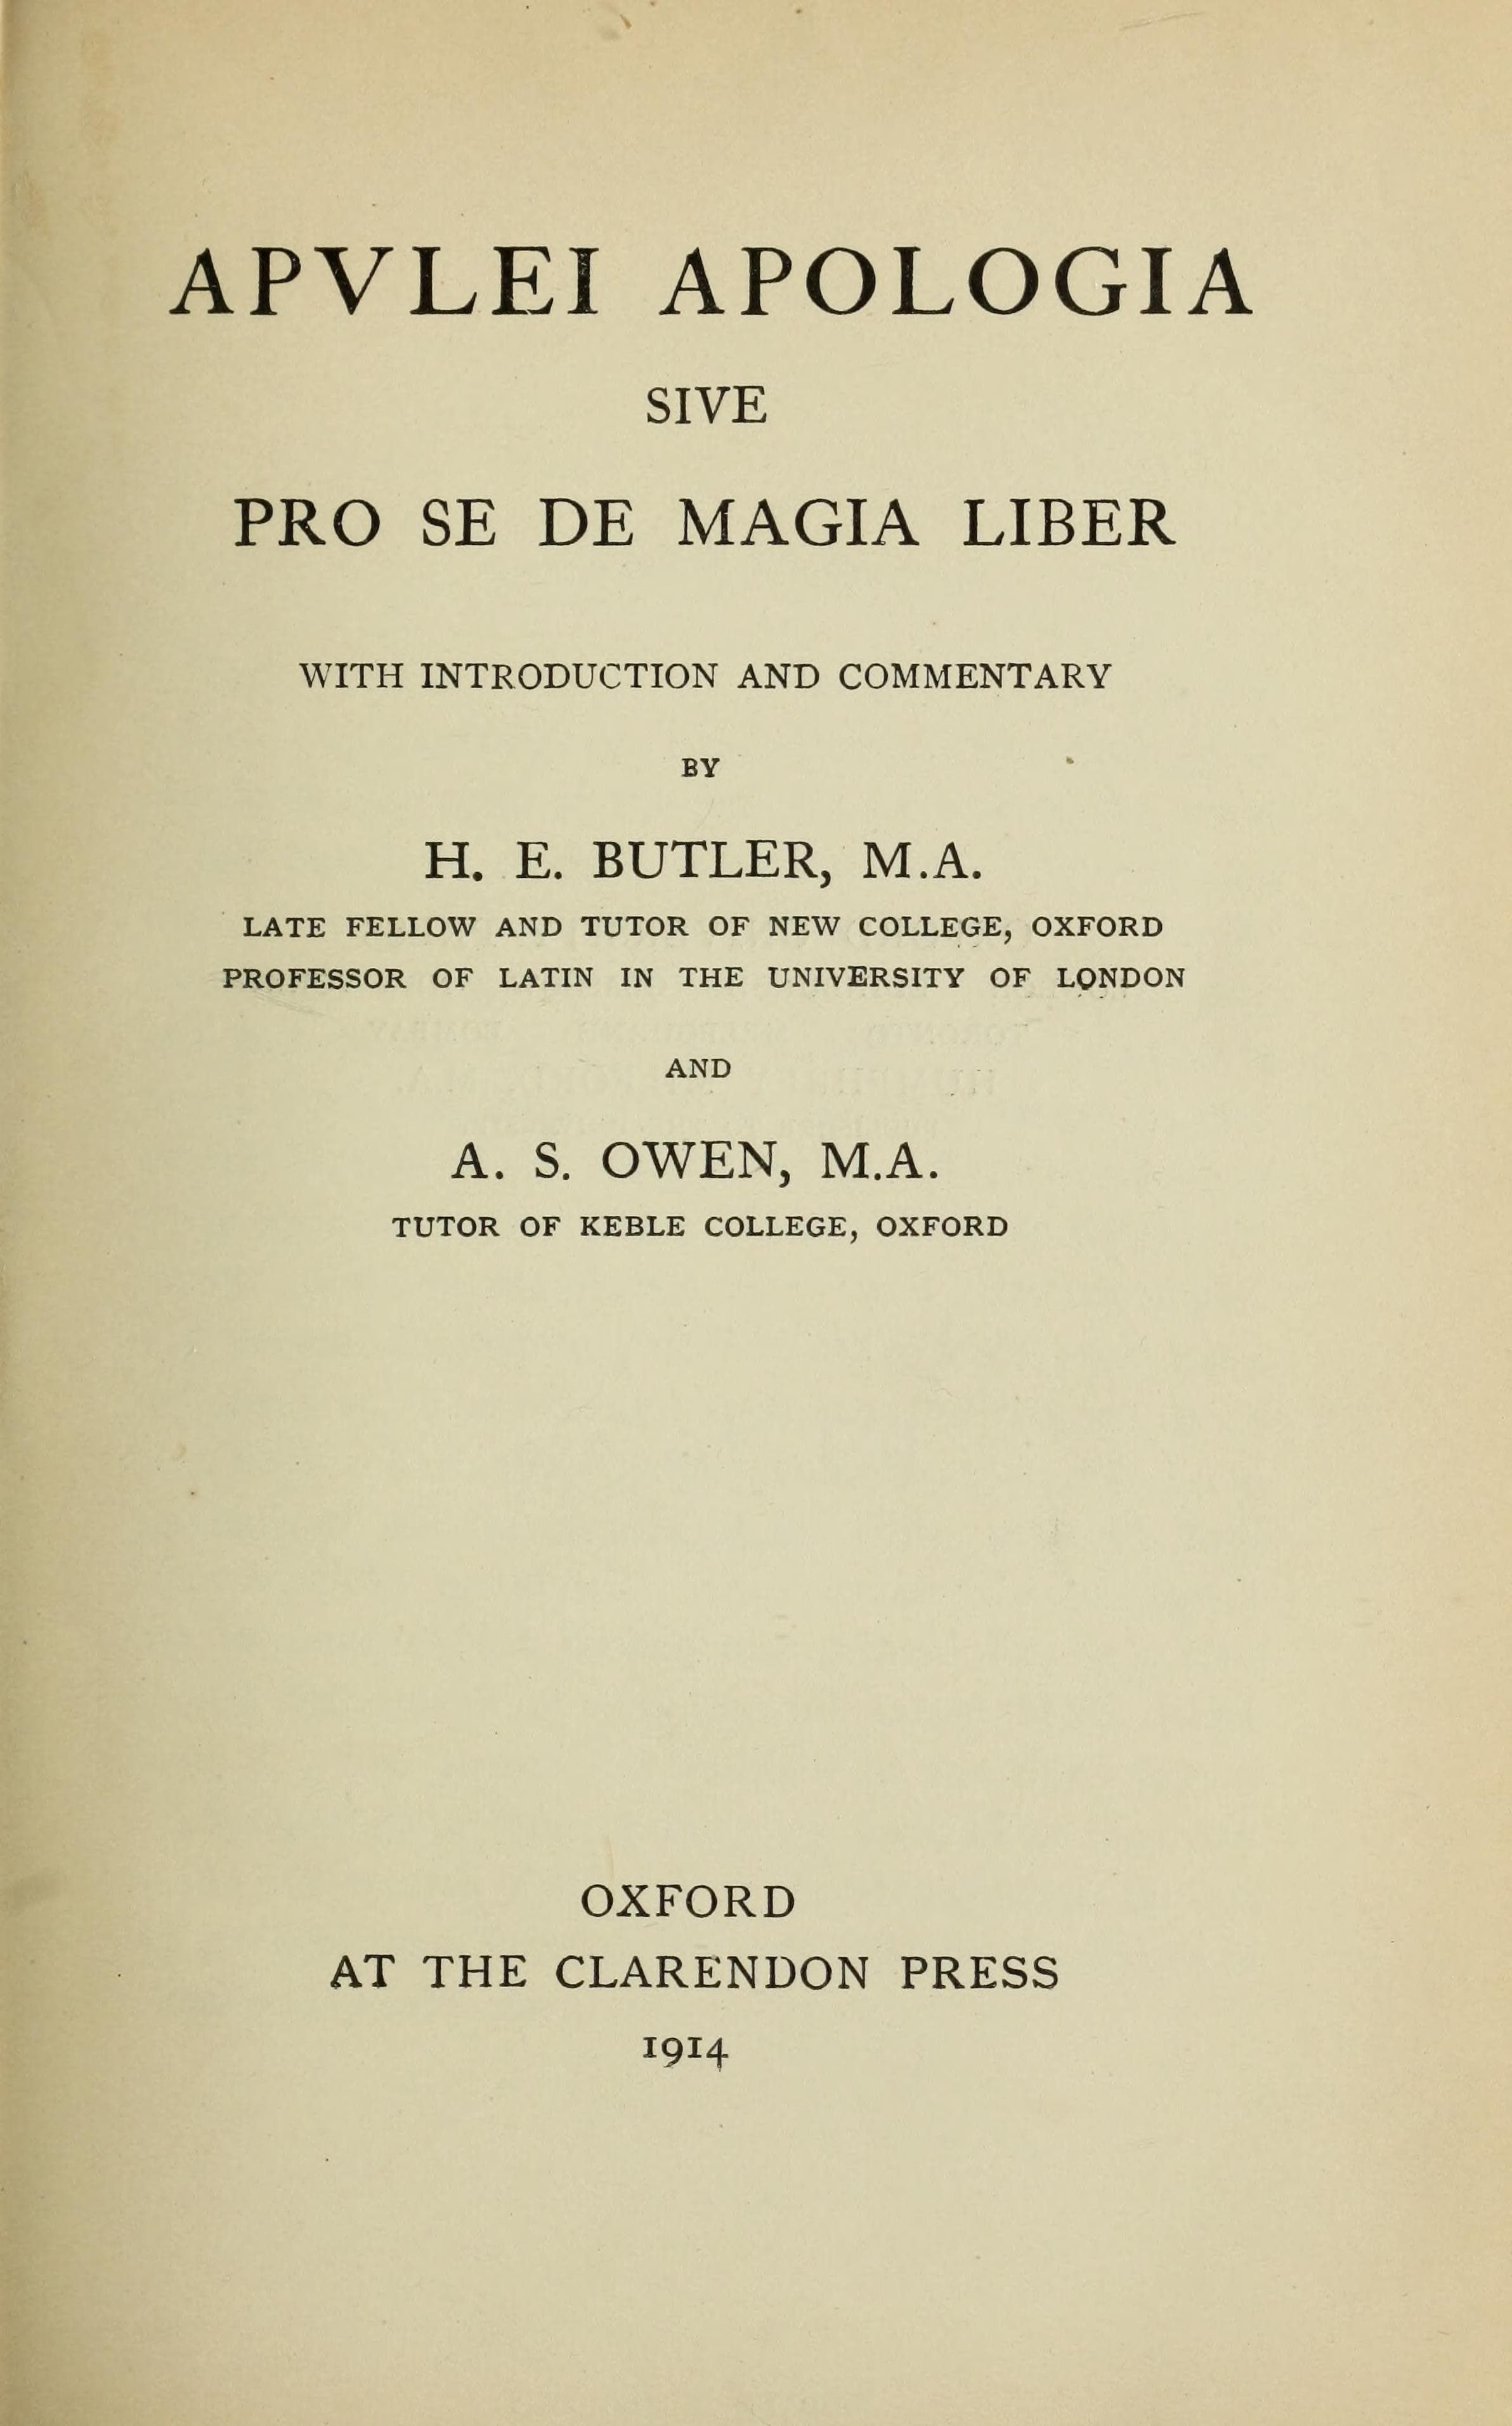 APVLEI APOLOGIA
SIVE
PRO SE DE MAGIA LIBER
WITH INTRODUCTION AND COMMENTARY
BY
H. E. BUTLER, M.A.
LATE FELLOW AND TUTOR OF NEW COLLEGE, OXFORD
PROFESSOR OF LATIN IN THE UNIVERSITY OF LONDON
AND
A. S. OWEN, M.A.
TUTOR OF KEBLE COLLEGE, OXFORD
OXFORD
AT THE CLARENDON PRESS
1914